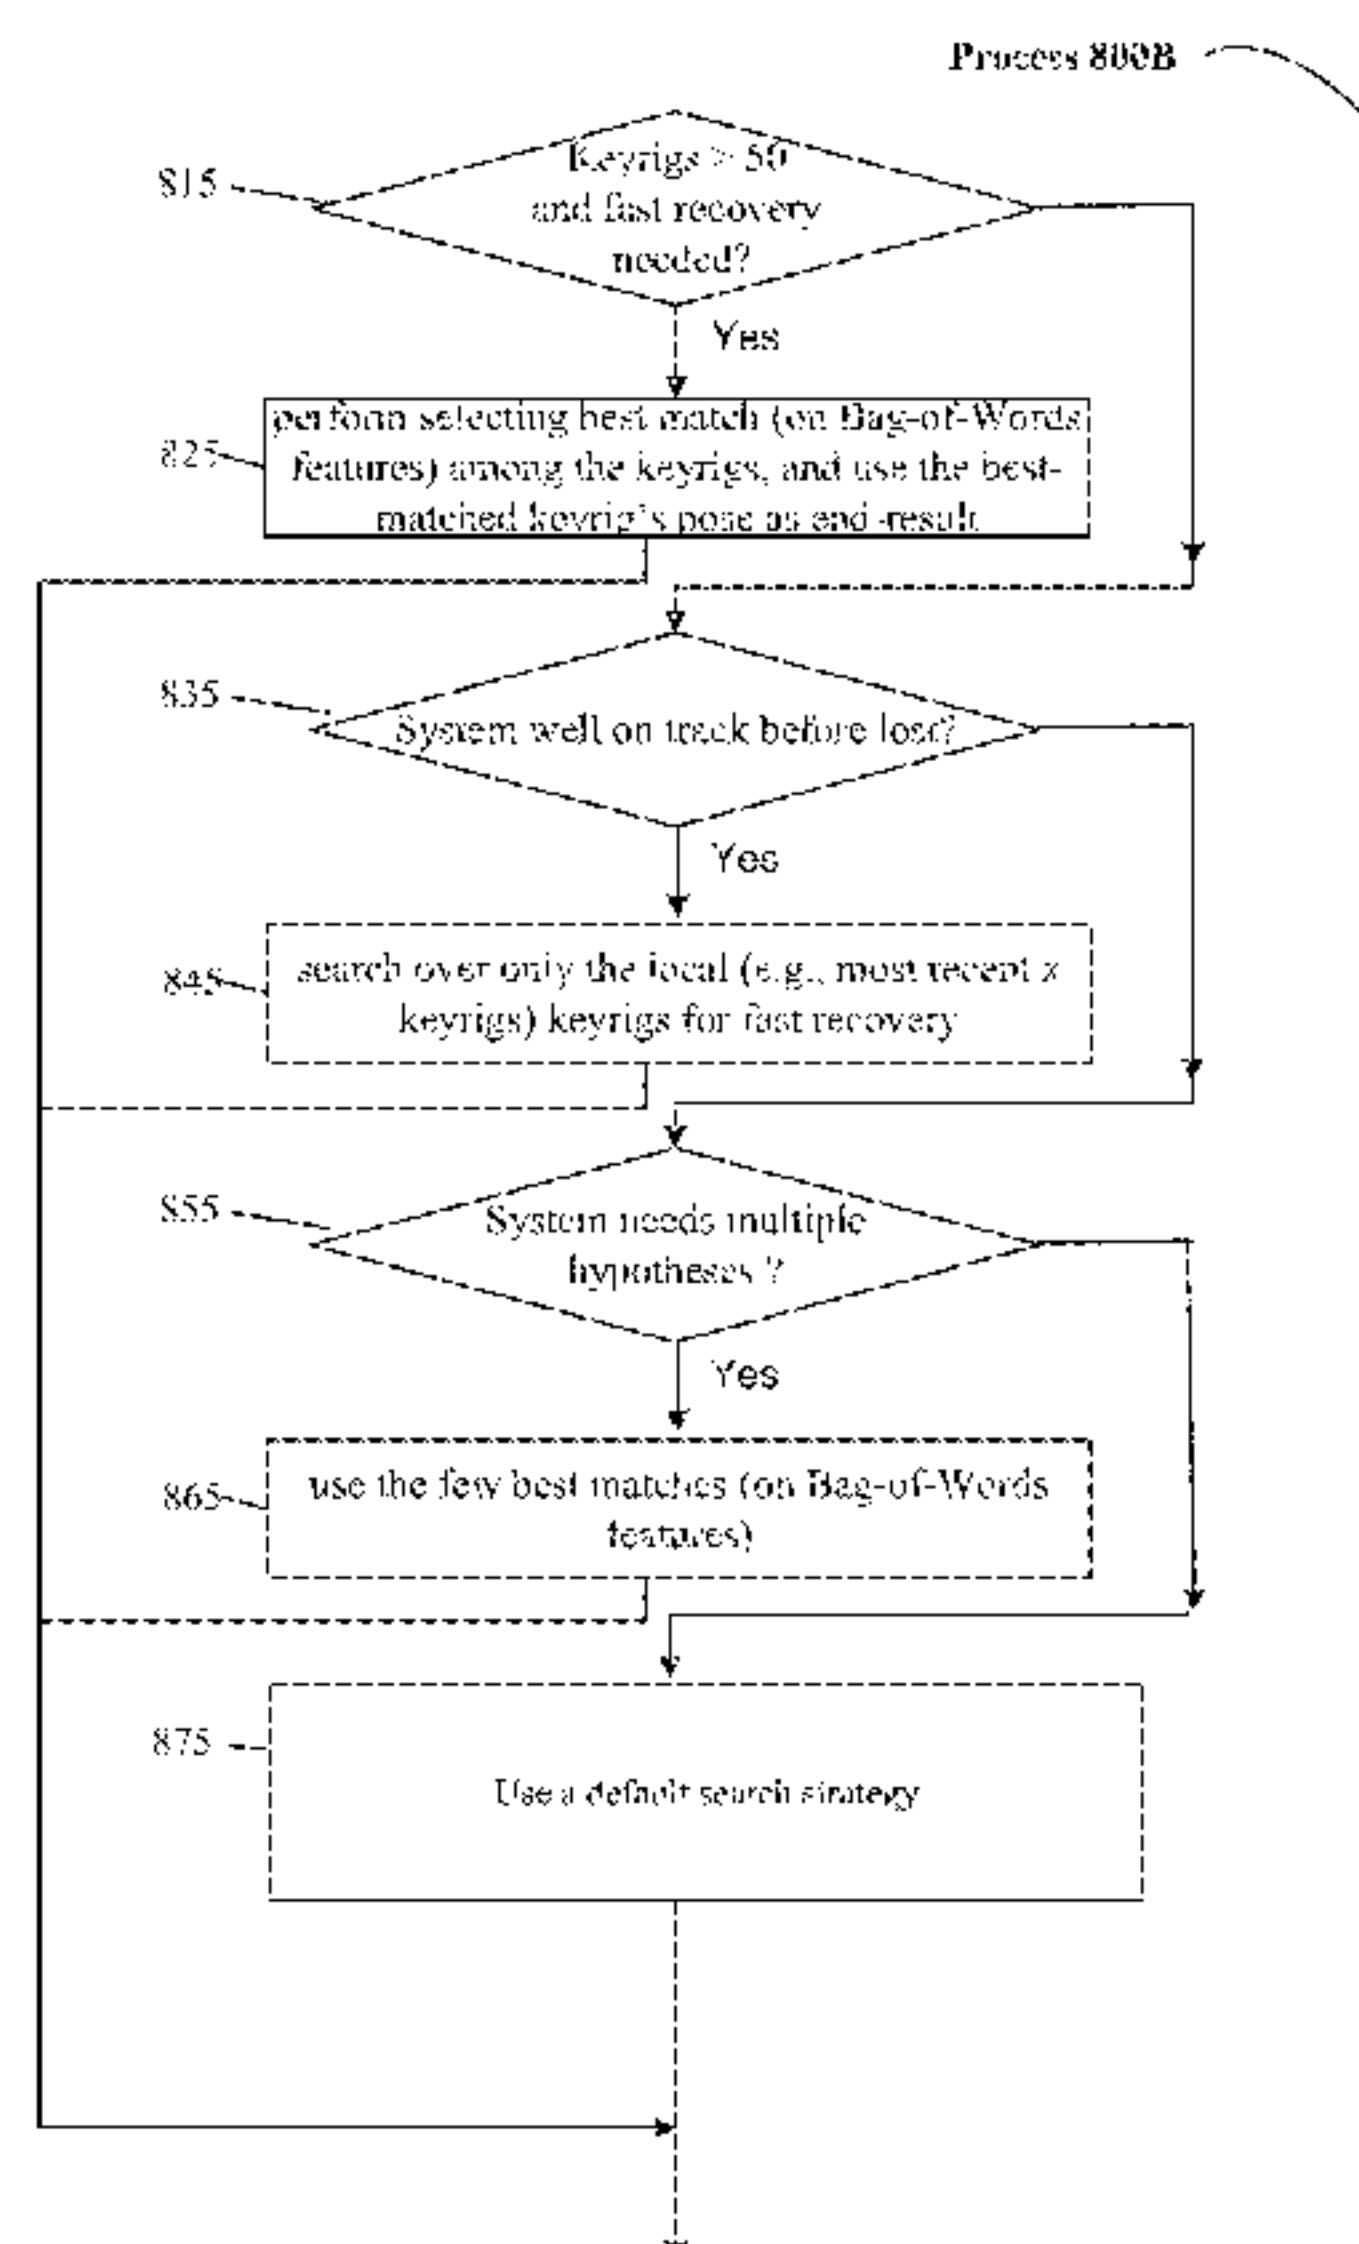 Process 800B
Keyrigs > 50
815
and fast recovery
needed?
Yes
perform selecting best match (on Bag-of-Words
825
features) among the keyrigs, and use the best-
matched keyrig's pose as end-result
835
System well on track before lost?
Yes
search over only the local (e.g., most recent x
845
keyrigs) keyrigs for fast recovery
855
System needs multiple
hypotheses ?
Yes
865
use the few best matches (on Bag-of-Words
features)
875
Use a default search strategy